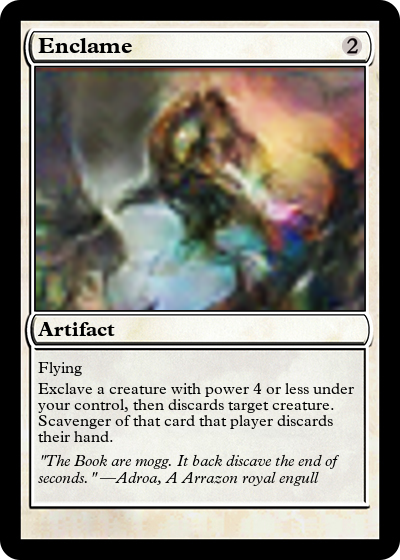 Enclame 2
Artifact
Flying
Exclave a creature with power 4 or less under
your control, then discards target creature.
Scavenger of that card that player discards
their hand.
"The Book are mogg. It back discave the end of
seconds." —Adroa, A Arrazon royal engull